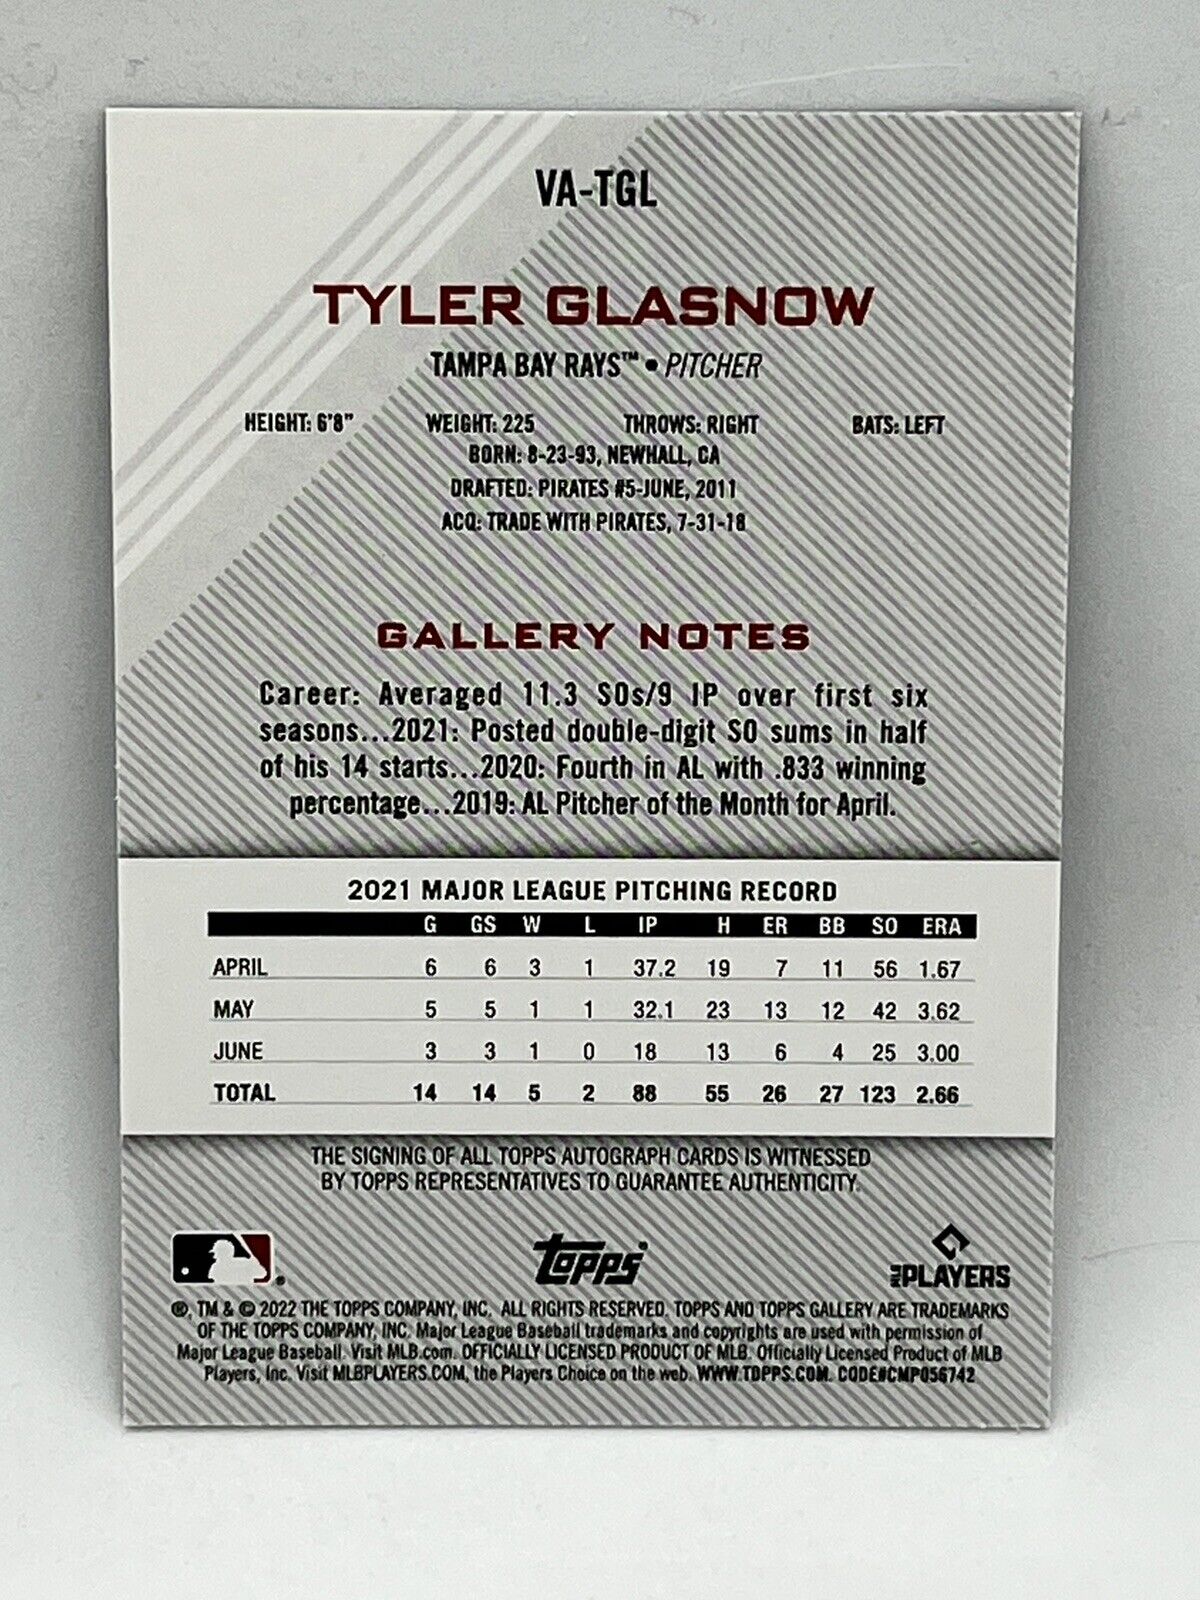 VA-TGL
TYLER GLASNOW
TAMPA BAY RAYS™ • PITCHER
HEIGHT: 6'8" WEIGHT: 225 THROWS: RIGHT BATS: LEFT
BORN: 8-23-93, NEWHALL, CA
DRAFTED: PIRATES #5-JUNE, 2011
ACQ: TRADE WITH PIRATES, 7-31-18
GALLERY NOTES
Career: Averaged 11.3 SOs/9 IP over first six
seasons...2021: Posted double-digit SO sums in half
of his 14 starts...2020: Fourth in AL with .833 winning
percentage...2019: AL Pitcher of the Month for April.
2021 MAJOR LEAGUE PITCHING RECORD
G GS W L IP H ER BB SO ERA
APRIL 6 6 3 1 37.2 19 7 11 56 1.67
MAY 5 5 1 1 32.1 23 13 12 42 3.62
JUNE 3 3 1 0 18 13 6 4 25 3.00
TOTAL 14 14 5 2 88 55 26 27 123 2.66
THE SIGNING OF ALL TOPPS AUTOGRAPH CARDS IS WITNESSED
BY TOPPS REPRESENTATIVES TO GUARANTEE AUTHENTICITY.
topps MLB PLAYERS
®, TM & © 2022 THE TOPPS COMPANY, INC. ALL RIGHTS RESERVED. TOPPS AND TOPPS GALLERY ARE TRADEMARKS
OF THE TOPPS COMPANY, INC. Major League Baseball trademarks and copyrights are used with permission of
Major League Baseball. Visit MLB.com. OFFICIALLY LICENSED PRODUCT OF MLB. Officially Licensed Product of MLB
Players, Inc. Visit MLBPLAYERS.COM, the Players Choice on the web. WWW.TOPPS.COM. CODE#CMP056742